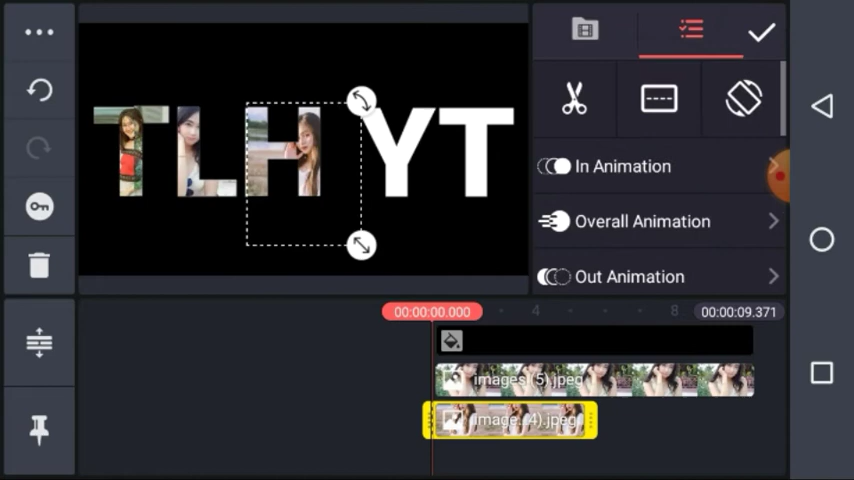 TLH YT
In Animation
Overall Animation
Out Animation
00:00:00.000
4
8
00:00:09.371
images (5).jpeg
image. (4).jpeg